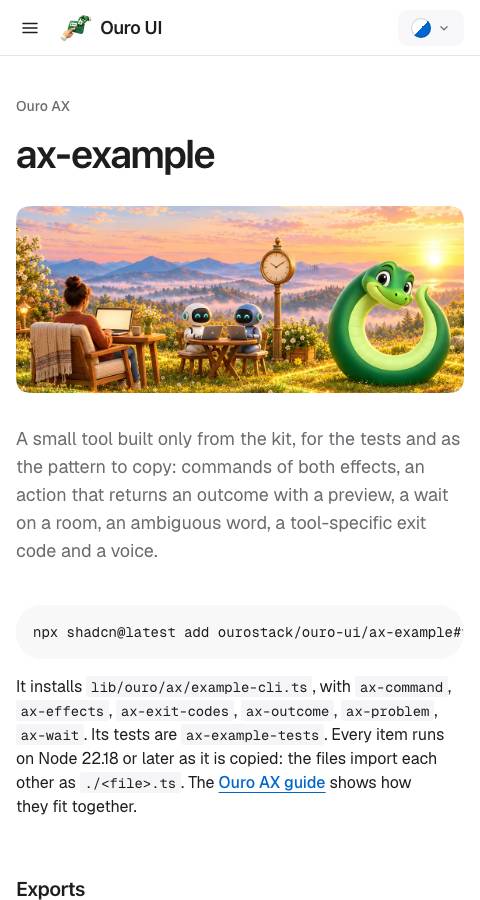 Ouro UI
Ouro AX
ax-example
A small tool built only from the kit, for the tests and as
the pattern to copy: commands of both effects, an
action that returns an outcome with a preview, a wait
on a room, an ambiguous word, a tool-specific exit
code and a voice.
npx shadcn@latest add ourostack/ouro-ui/ax-example#
It installs lib/ouro/ax/example-cli.ts, with ax-command,
ax-effects, ax-exit-codes, ax-outcome, ax-problem,
ax-wait. Its tests are ax-example-tests. Every item runs
on Node 22.18 or later as it is copied: the files import each
other as ./<file>.ts. The Ouro AX guide shows how
they fit together.
Exports